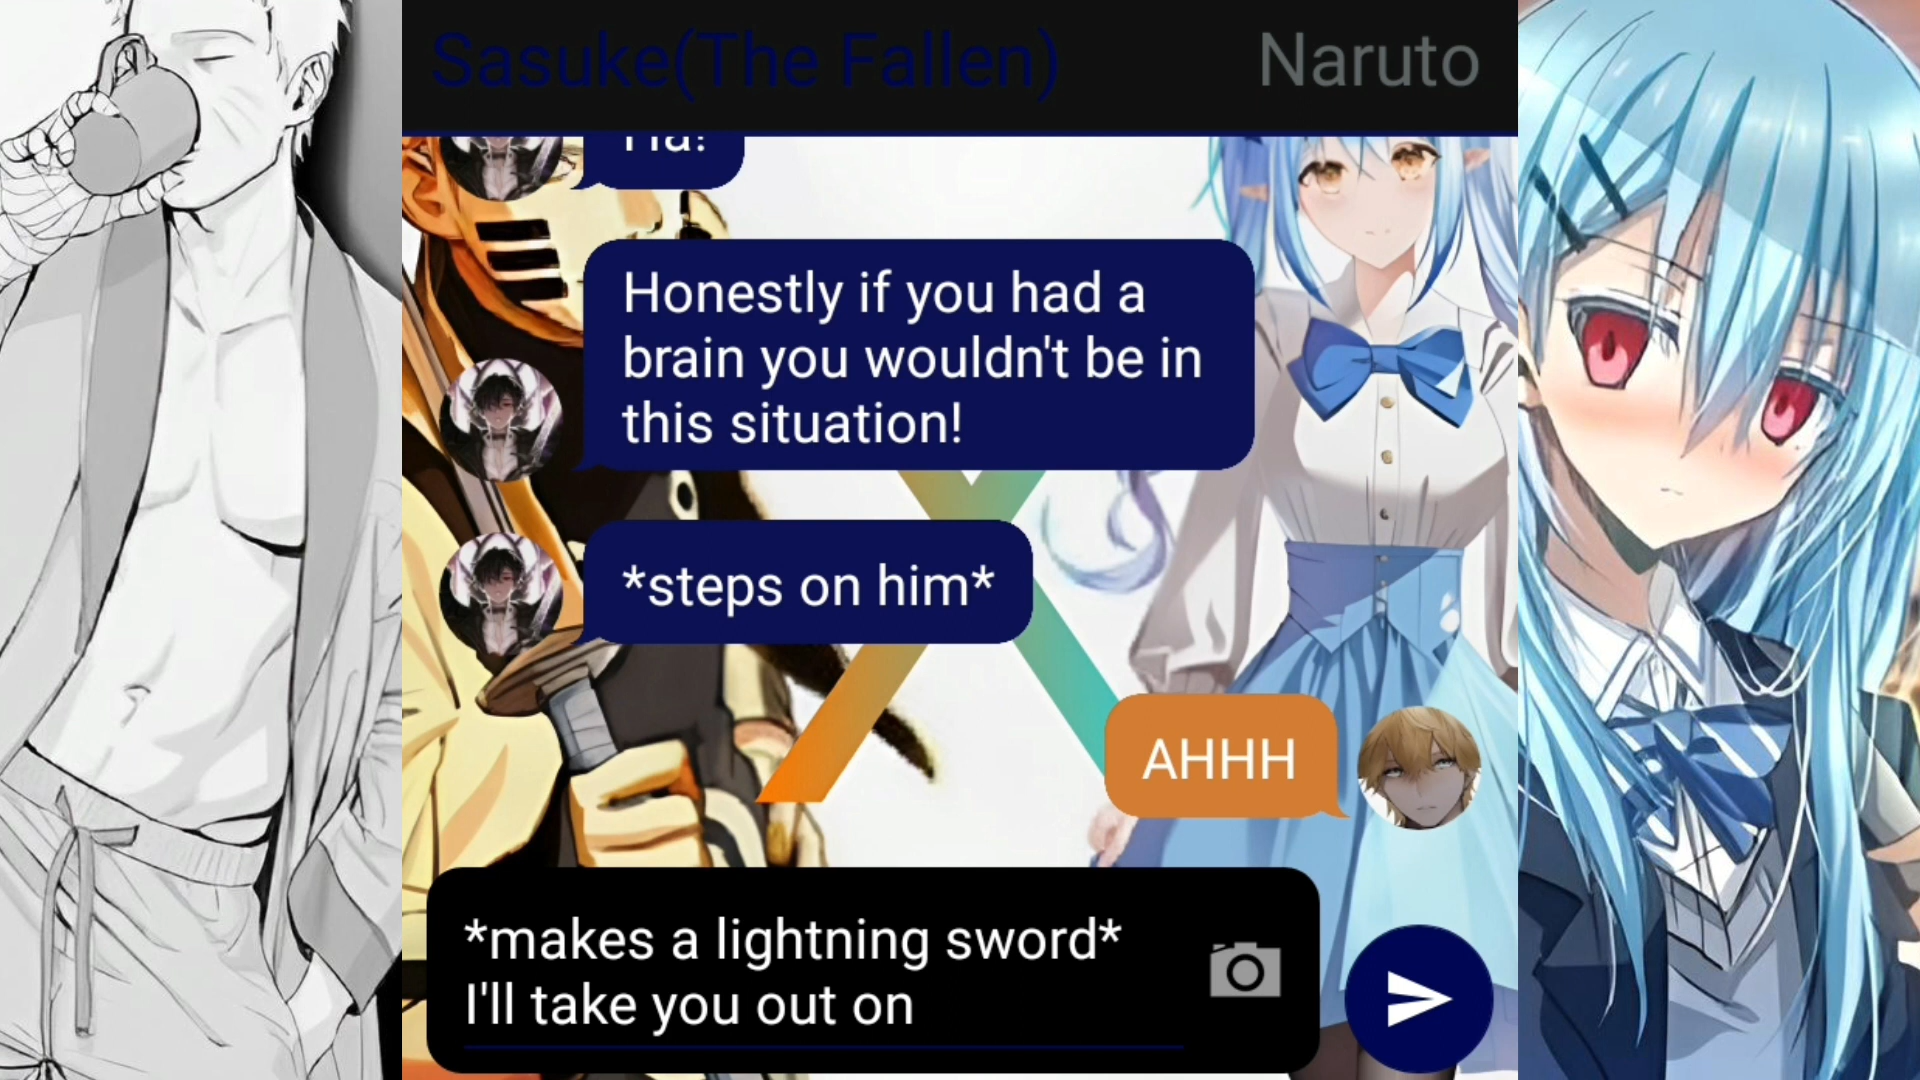 Sasuke(The Fallen) Naruto
Ha!
Honestly if you had a
brain you wouldn't be in
this situation!
*steps on him*
AHHH
*makes a lightning sword*
I'll take you out on